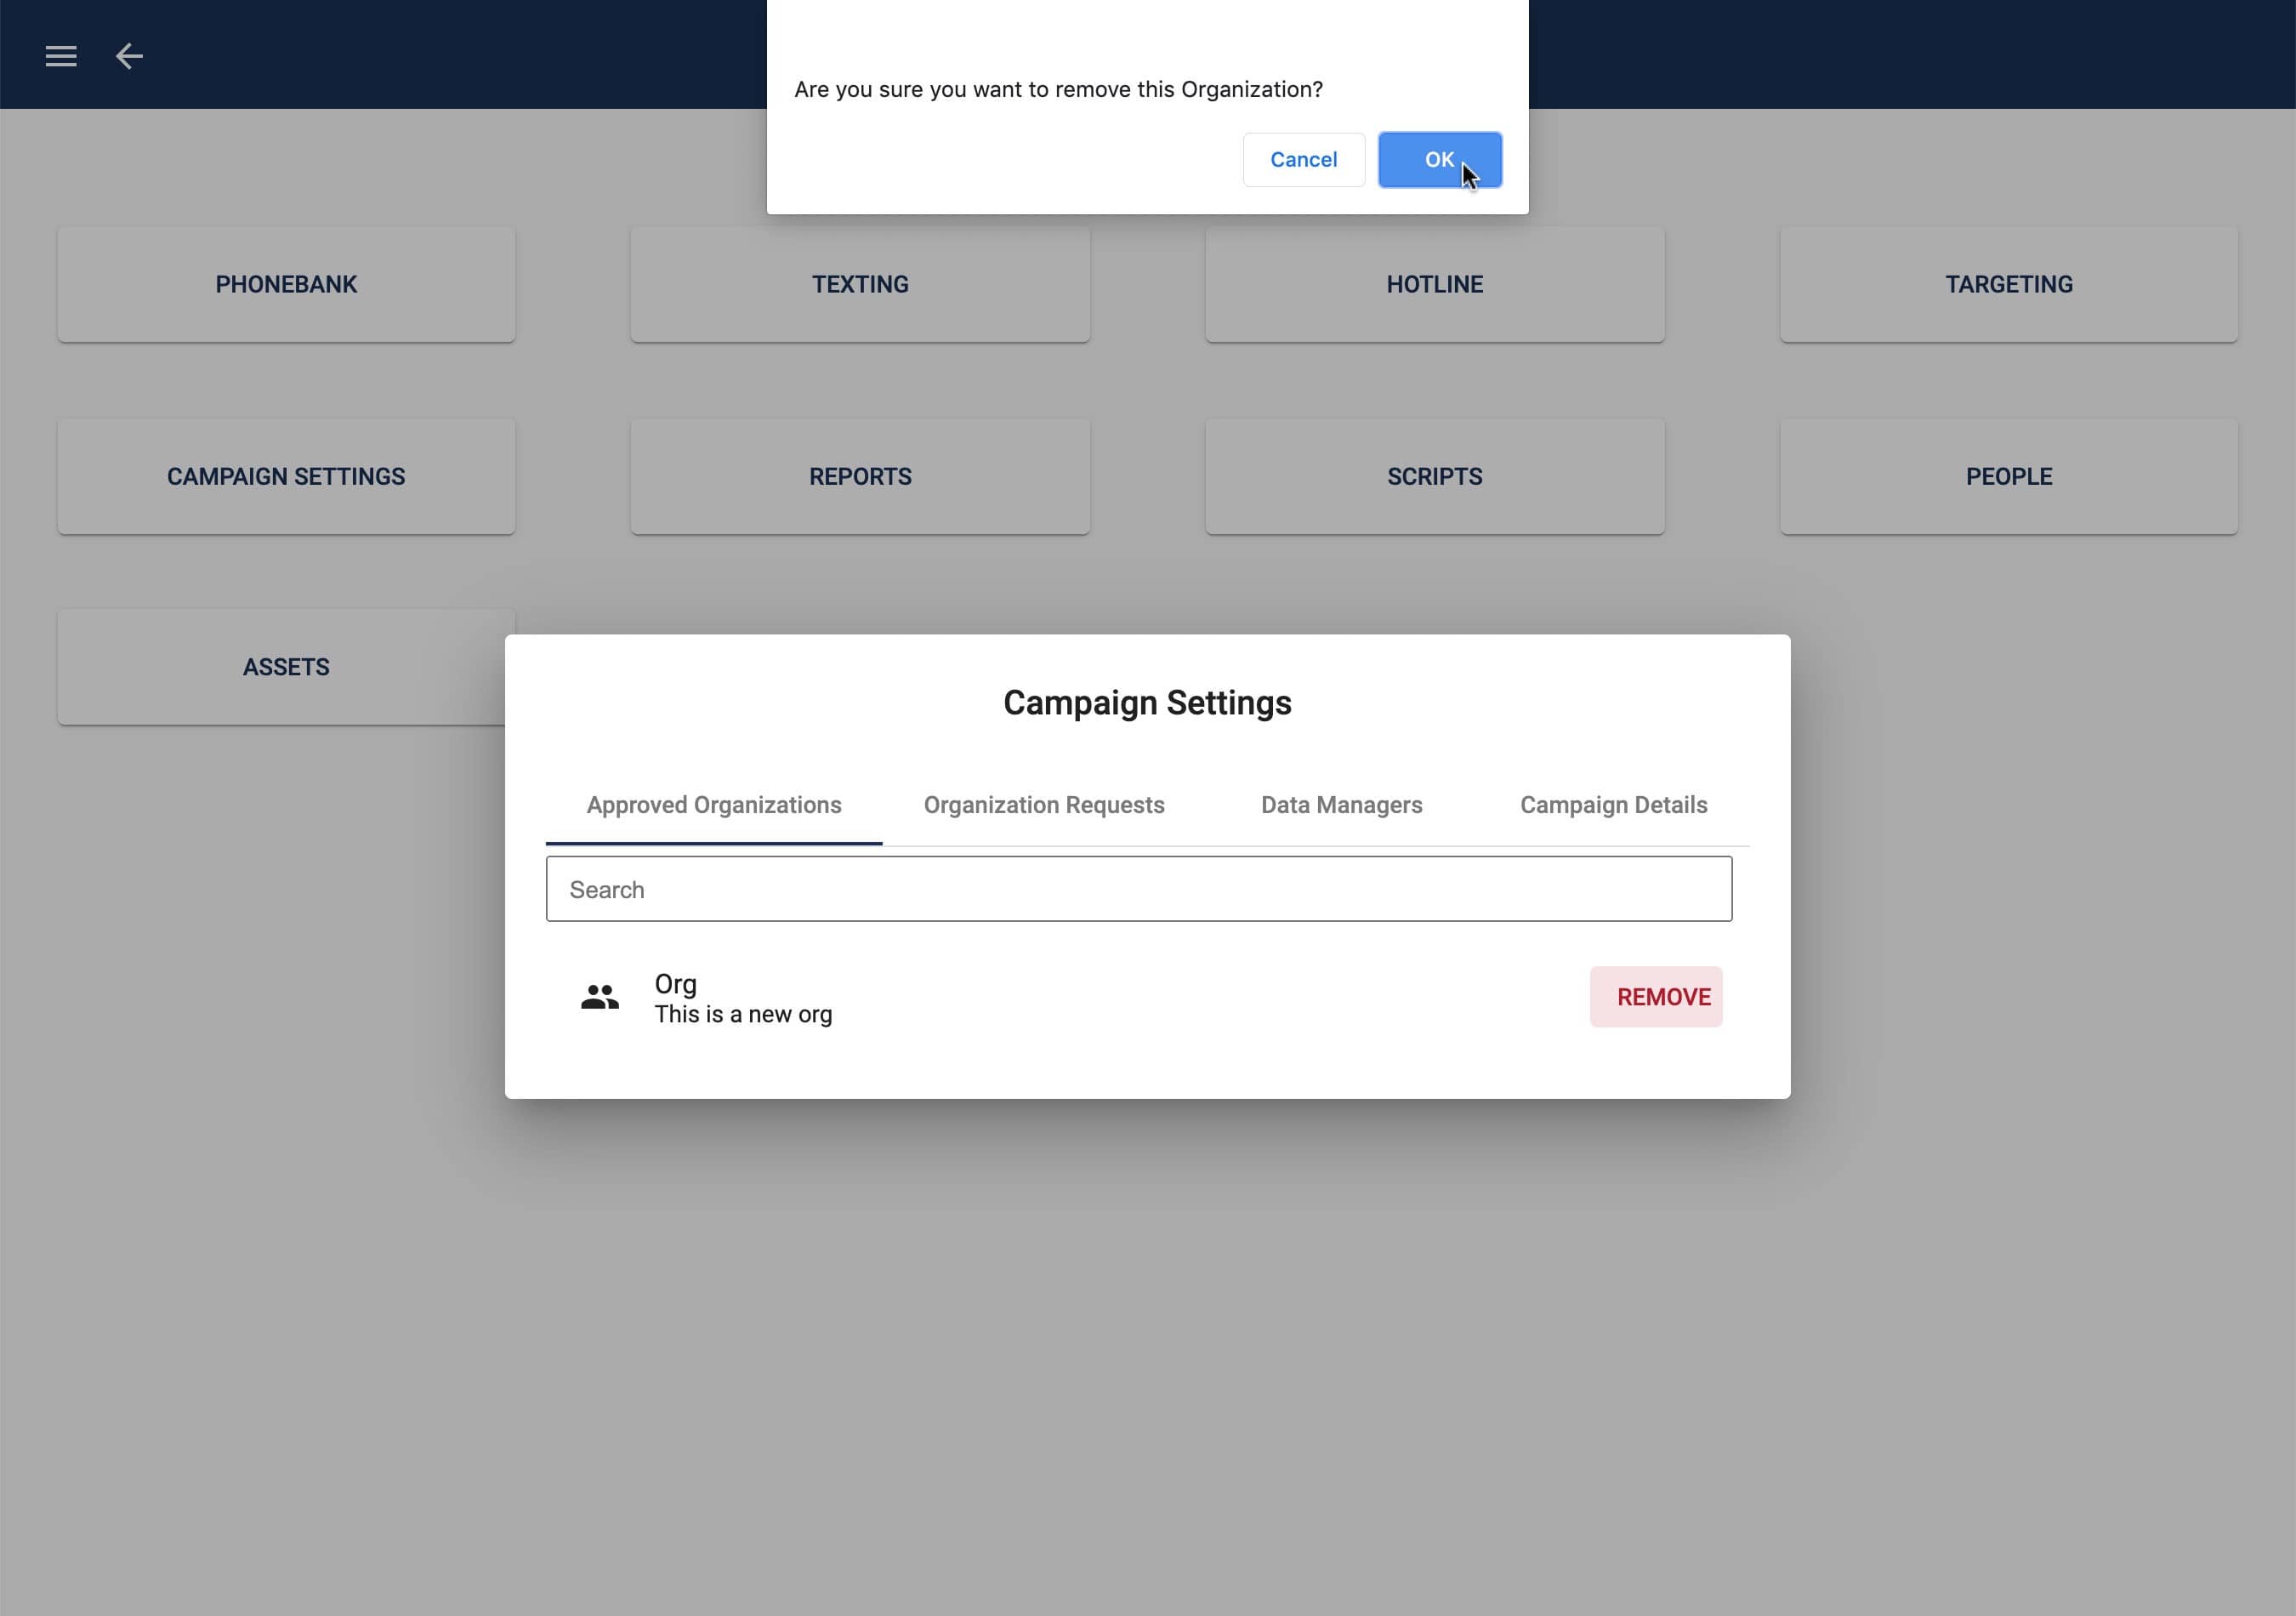 Are you sure you want to remove this Organization?
Cancel
OK
PHONEBANK
TEXTING
HOTLINE
TARGETING
CAMPAIGN SETTINGS
REPORTS
SCRIPTS
PEOPLE
ASSETS
Campaign Settings
Approved Organizations
Organization Requests
Data Managers
Campaign Details
Search
Org
This is a new org
REMOVE